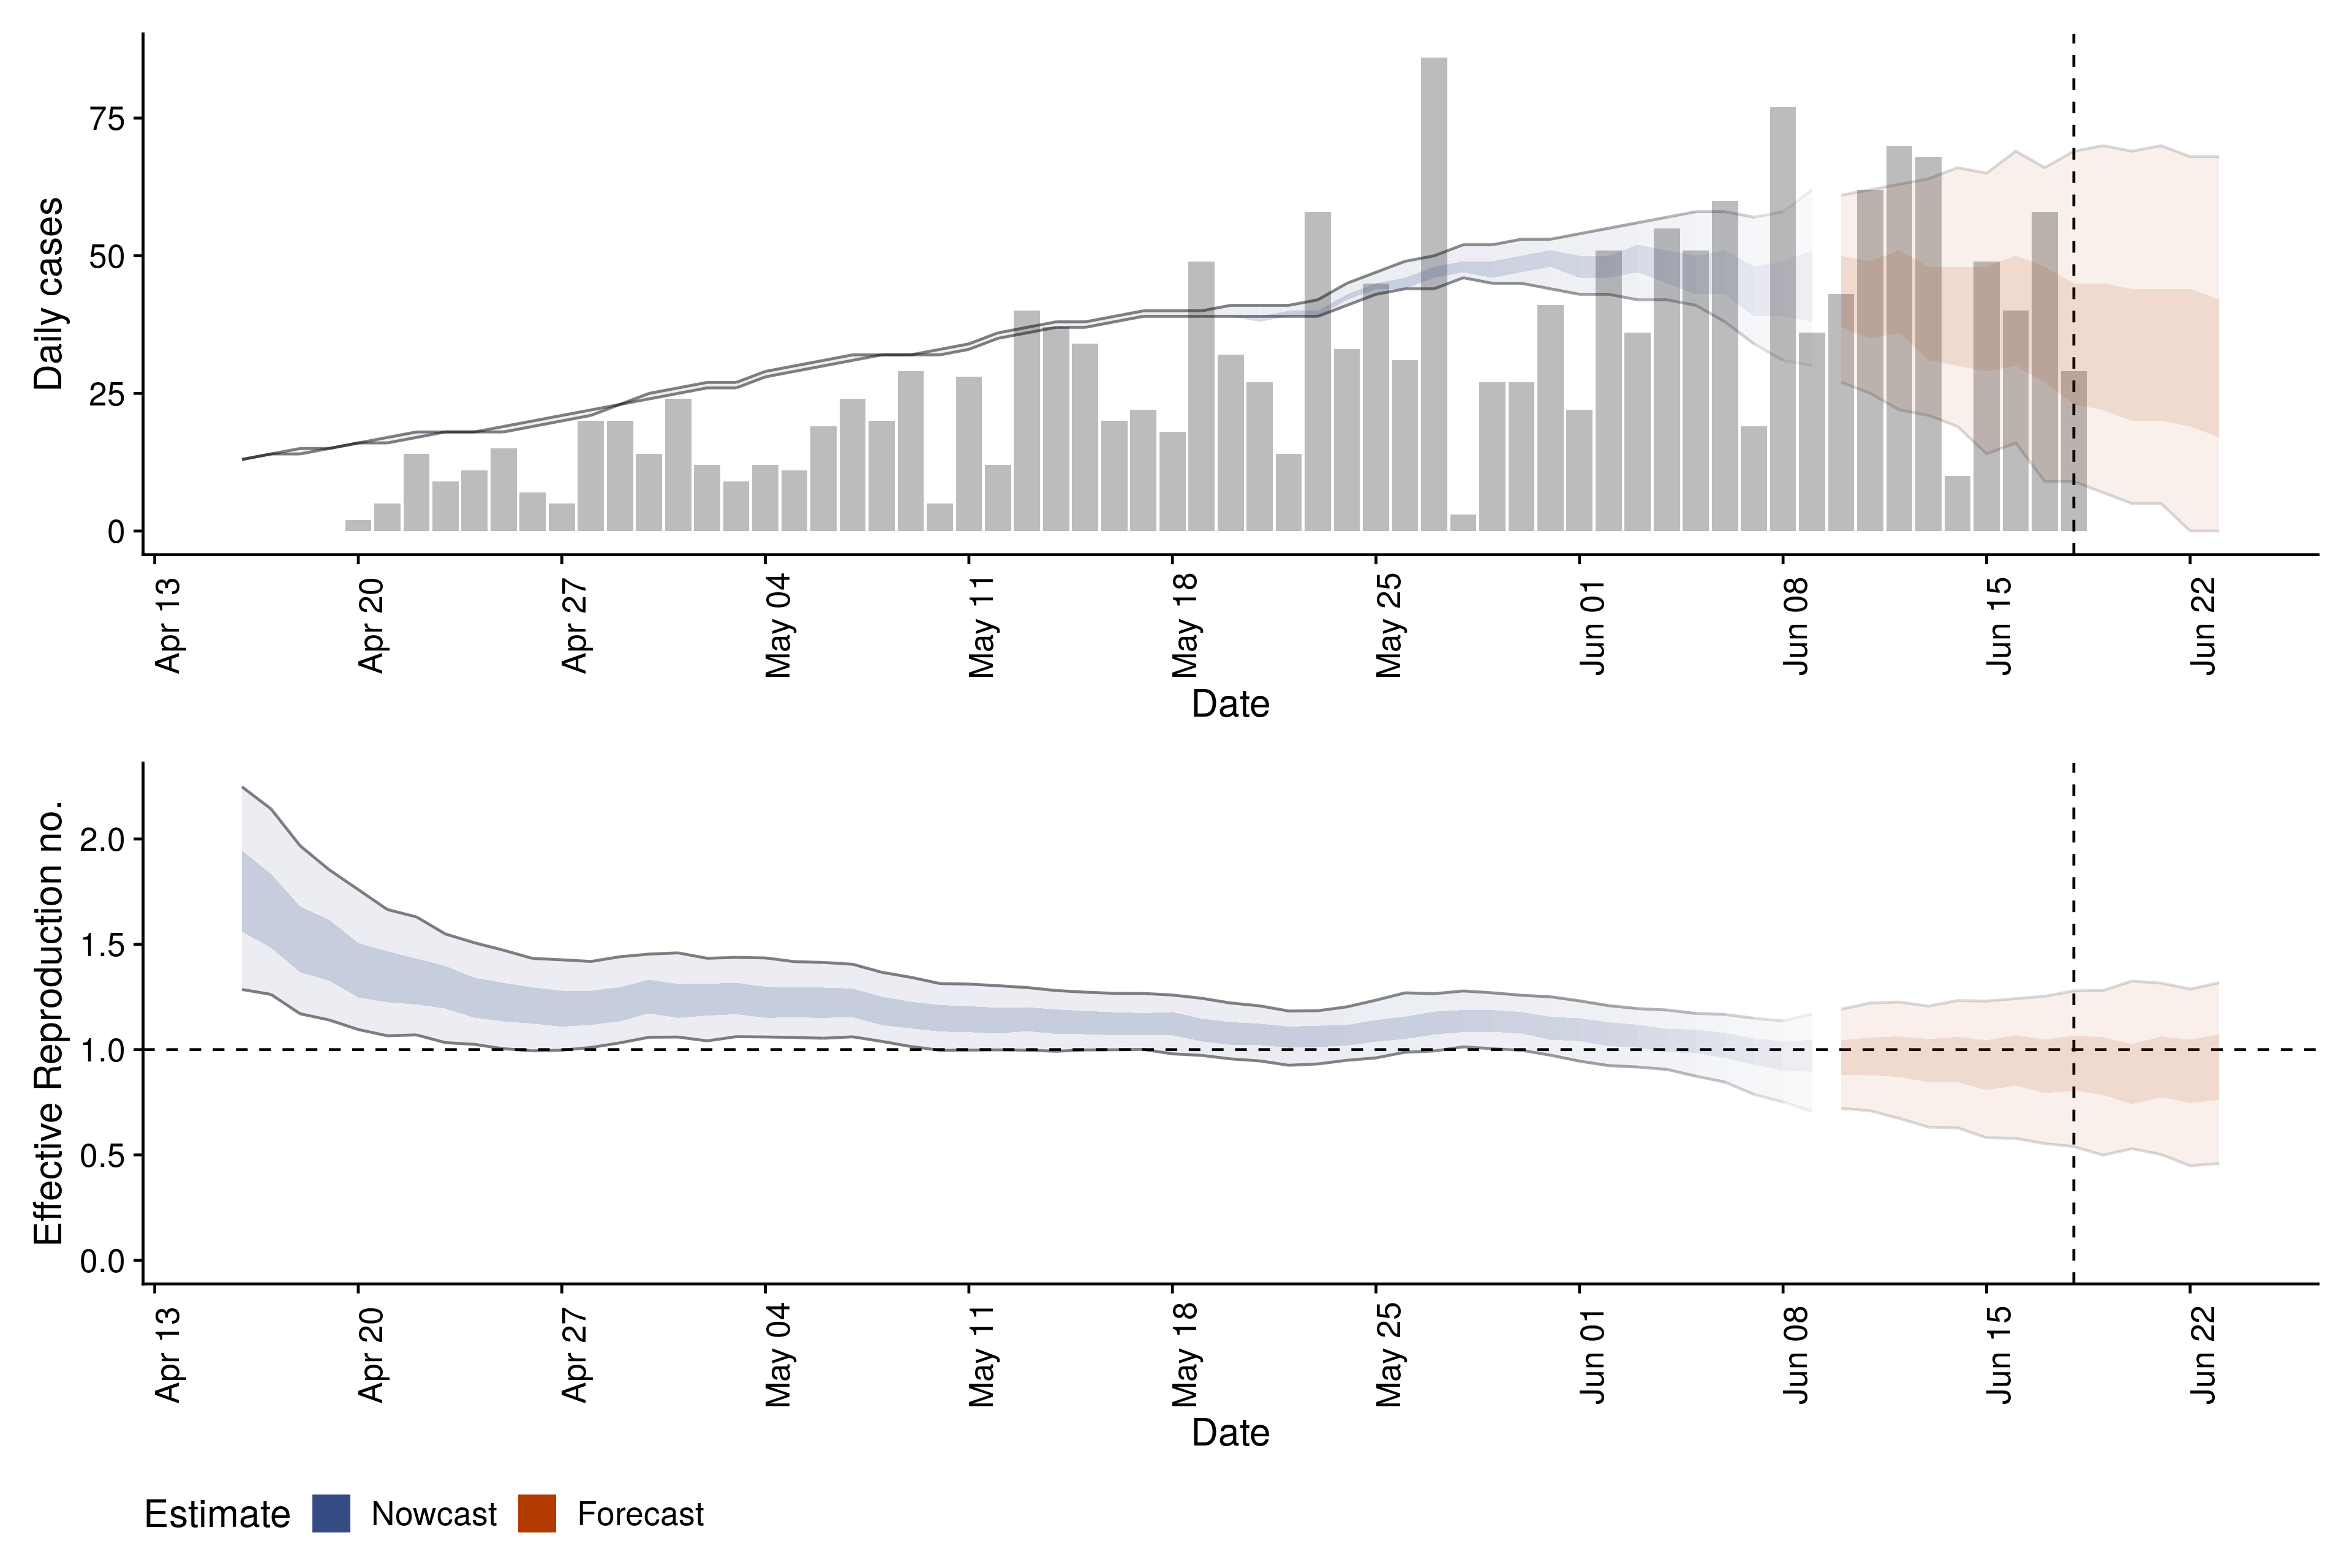 Daily cases
75
50
25
0
Apr 13
Apr 20
Apr 27
May 04
May 11
May 18
May 25
Jun 01
Jun 08
Jun 15
Jun 22
Date
Effective Reproduction no.
2.0
1.5
1.0
0.5
0.0
Apr 13
Apr 20
Apr 27
May 04
May 11
May 18
May 25
Jun 01
Jun 08
Jun 15
Jun 22
Date
Estimate Nowcast Forecast